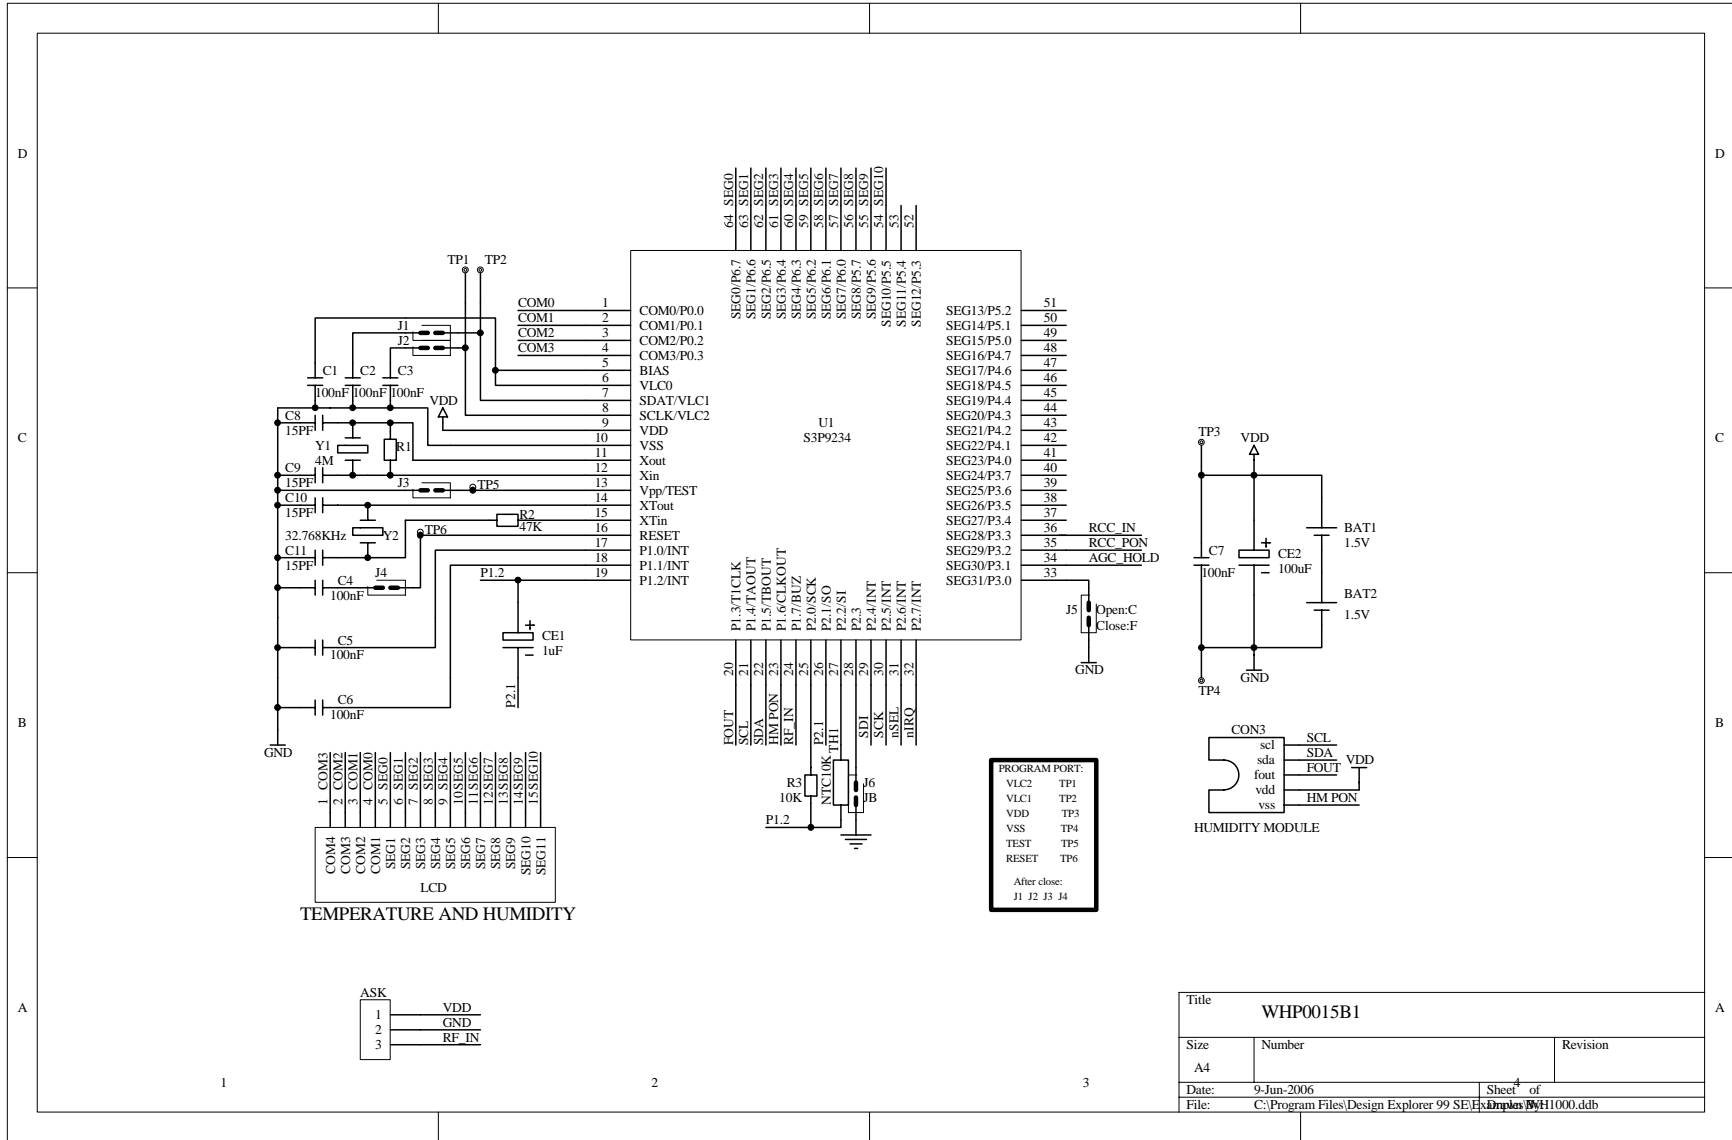 D
D
C
C
B
B
A
A
1
2
3
64 SEG0
63 SEG1
62 SEG2
61 SEG3
60 SEG4
59 SEG5
58 SEG6
57 SEG7
56 SEG8
55 SEG9
54 SEG10
53
52
SEG0/P6.7
SEG1/P6.6
SEG2/P6.5
SEG3/P6.4
SEG4/P6.3
SEG5/P6.2
SEG6/P6.1
SEG7/P6.0
SEG8/P5.7
SEG9/P5.6
SEG10/P5.5
SEG11/P5.4
SEG12/P5.3
TP1
TP2
COM0 1 COM0/P0.0
COM1 2 COM1/P0.1
COM2 3 COM2/P0.2
COM3 4 COM3/P0.3
5 BIAS
6 VLC0
7 SDAT/VLC1
8 SCLK/VLC2
9 VDD
10 VSS
11 Xout
12 Xin
13 Vpp/TEST
14 XTout
15 XTin
16 RESET
17 P1.0/INT
18 P1.1/INT
19 P1.2/INT
J1
J2
C1
100nF
C2
100nF
C3
100nF
VDD
C8
15PF
Y1
4M
R1
C9
15PF
J3
TP5
C10
15PF
R2
47K
TP6
32.768KHz
Y2
C11
15PF
J4
C4
100nF
P1.2
C5
100nF
CE1
1uF
P2.1
C6
100nF
GND
U1
S3P9234
SEG13/P5.2 51
SEG14/P5.1 50
SEG15/P5.0 49
SEG16/P4.7 48
SEG17/P4.6 47
SEG18/P4.5 46
SEG19/P4.4 45
SEG20/P4.3 44
SEG21/P4.2 43
SEG22/P4.1 42
SEG23/P4.0 41
SEG24/P3.7 40
SEG25/P3.6 39
SEG26/P3.5 38
SEG27/P3.4 37
SEG28/P3.3 36 RCC_IN
SEG29/P3.2 35 RCC_PON
SEG30/P3.1 34 AGC_HOLD
SEG31/P3.0 33
J5
Open:C
Close:F
GND
P1.3/T1CLK
P1.4/TAOUT
P1.5/TBOUT
P1.6/CLKOUT
P1.7/BUZ
P2.0/SCK
P2.1/SO
P2.2/SI
P2.3
P2.4/INT
P2.5/INT
P2.6/INT
P2.7/INT
20
21
22
23
24
25
26
27
28
29
30
31
32
FOUT
SCL
SDA
HM PON
RF_IN
P2.1
TH1
SDI
SCK
nSEL
nIRQ
R3
10K
NTC10K
J6
JB
P1.2
TP3
VDD
C7
100nF
CE2
100uF
BAT1
1.5V
BAT2
1.5V
TP4
GND
CON3
scl SCL
sda SDA
fout FOUT
vdd VDD
vss HM PON
HUMIDITY MODULE
PROGRAM PORT:
VLC2 TP1
VLC1 TP2
VDD TP3
VSS TP4
TEST TP5
RESET TP6
After close:
J1 J2 J3 J4
1 COM3
2 COM2
3 COM1
4 COM0
5 SEG0
6 SEG1
7 SEG2
8 SEG3
9 SEG4
10 SEG5
11 SEG6
12 SEG7
13 SEG8
14 SEG9
15 SEG10
COM4
COM3
COM2
COM1
SEG1
SEG2
SEG3
SEG4
SEG5
SEG6
SEG7
SEG8
SEG9
SEG10
SEG11
LCD
TEMPERATURE AND HUMIDITY
ASK
1 VDD
2 GND
3 RF_IN
Title
WHP0015B1
Size
Number
Revision
A4
4
Date: 9-Jun-2006 Sheet of
File: C:\Program Files\Design Explorer 99 SE\Examples\WH1000.ddb